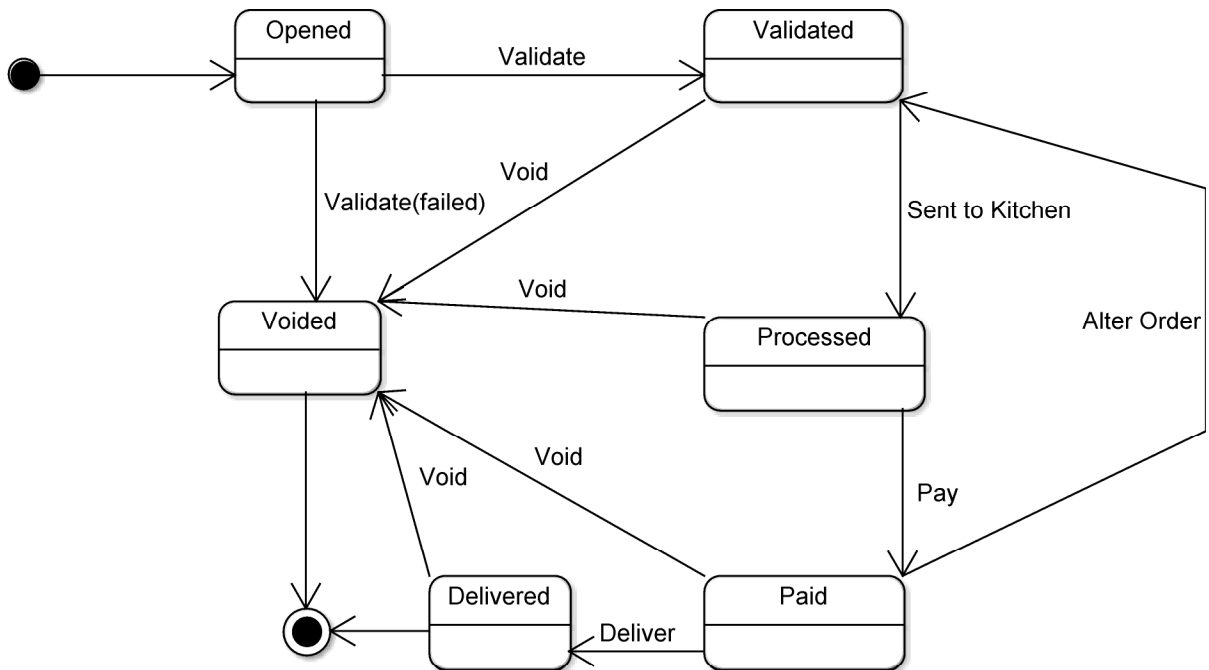 Opened
Validated
Validate
Void
Validate(failed)
Sent to Kitchen
Void
Voided
Processed
Alter Order
Void
Void
Pay
Delivered
Paid
Deliver